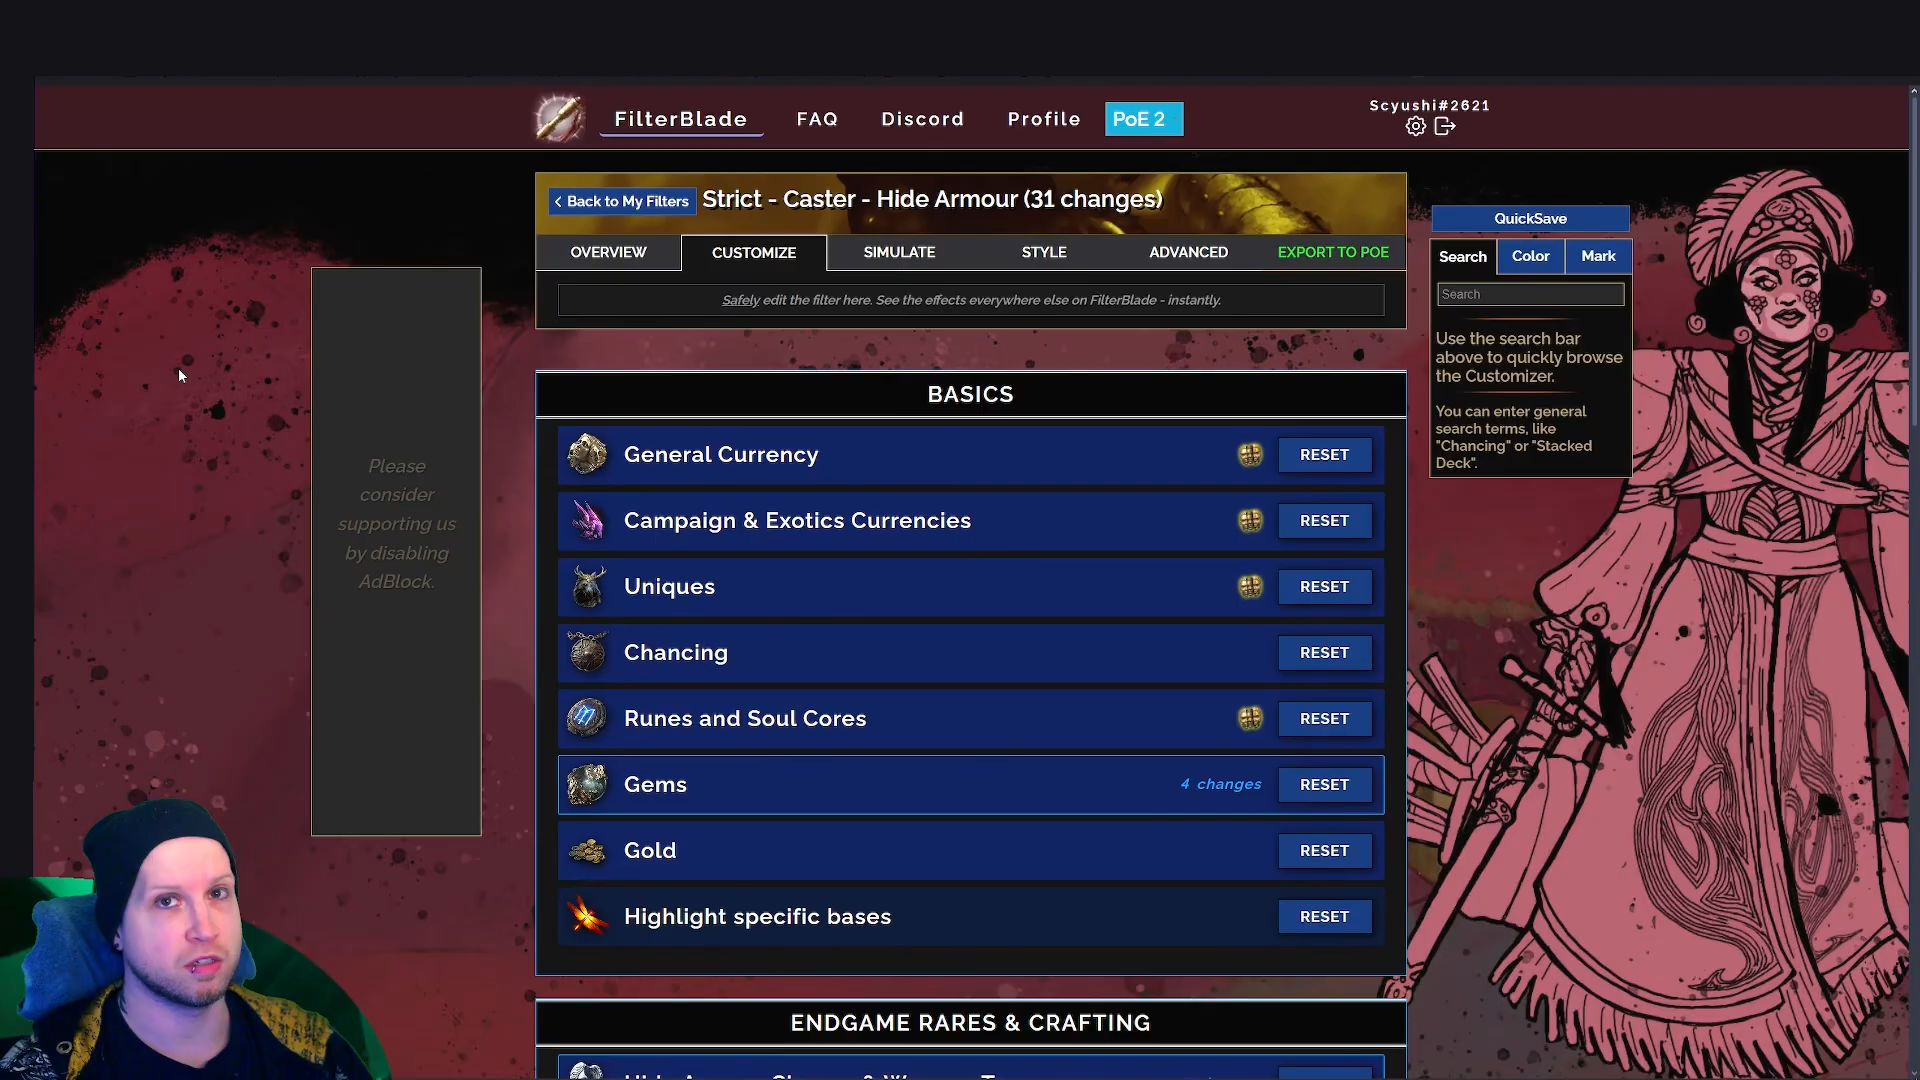 FilterBlade
FAQ
Discord
Profile
PoE 2
Scyushi#2621
Back to My Filters
Strict - Caster - Hide Armour (31 changes)
OVERVIEW
CUSTOMIZE
SIMULATE
STYLE
ADVANCED
EXPORT TO POE
Safely edit the filter here. See the effects everywhere else on FilterBlade - instantly.
QuickSave
Search
Color
Mark
Search
Use the search bar
above to quickly browse
the Customizer.
You can enter general
search terms, like
"Chancing" or "Stacked
Deck".
Please
consider
supporting us
by disabling
AdBlock.
BASICS
General Currency
RESET
Campaign & Exotics Currencies
RESET
Uniques
RESET
Chancing
RESET
Runes and Soul Cores
RESET
Gems
4 changes
RESET
Gold
RESET
Highlight specific bases
RESET
ENDGAME RARES & CRAFTING